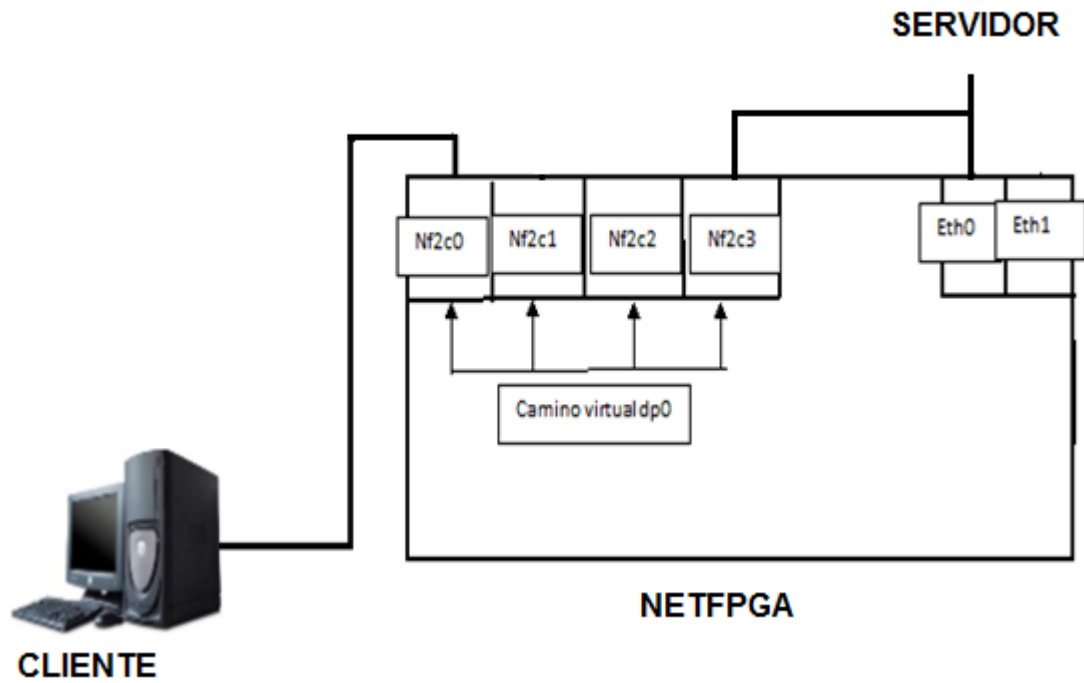 SERVIDOR
Nf2c0
Nf2c1
Nf2c2
Nf2c3
Eth0
Eth1
Camino virtual dp0
NETFPGA
CLIENTE